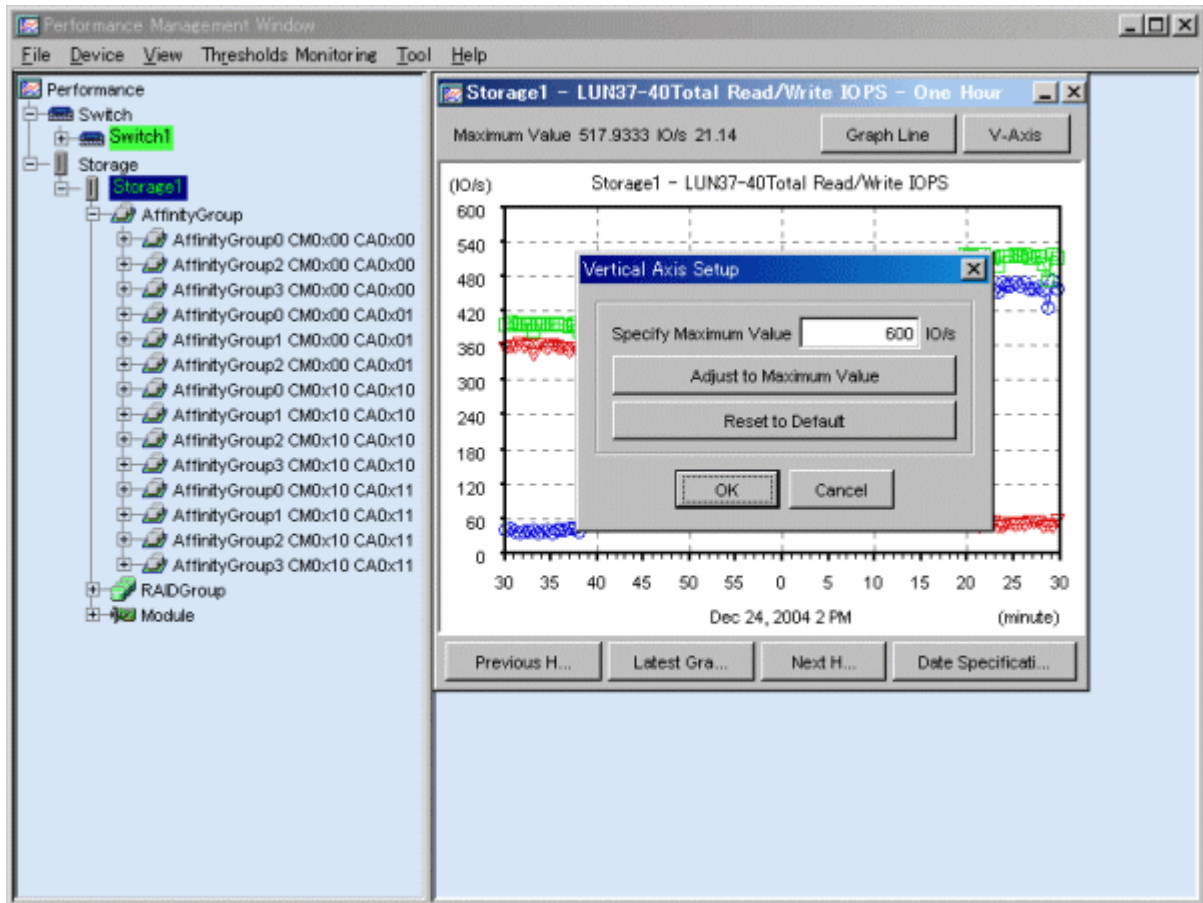 Performance Management Window
File Device View Thresholds Monitoring Tool Help
Performance
Switch
Switch1
Storage
Storage1
AffinityGroup
AffinityGroup0 CM0x00 CA0x00
AffinityGroup2 CM0x00 CA0x00
AffinityGroup3 CM0x00 CA0x00
AffinityGroup0 CM0x00 CA0x01
AffinityGroup1 CM0x00 CA0x01
AffinityGroup2 CM0x00 CA0x01
AffinityGroup0 CM0x10 CA0x10
AffinityGroup1 CM0x10 CA0x10
AffinityGroup2 CM0x10 CA0x10
AffinityGroup3 CM0x10 CA0x10
AffinityGroup0 CM0x10 CA0x11
AffinityGroup1 CM0x10 CA0x11
AffinityGroup2 CM0x10 CA0x11
AffinityGroup3 CM0x10 CA0x11
RAIDGroup
Module
Storage1 - LUN37-40Total Read/Write IOPS - One Hour
Maximum Value 517.9333 IO/s 21.14 Graph Line V-Axis
(IO/s) Storage1 - LUN37-40Total Read/Write IOPS
600
540
480
420
360
300
240
180
120
60
0
30 35 40 45 50 55 0 5 10 15 20 25 30
Dec 24, 2004 2 PM (minute)
Vertical Axis Setup
Specify Maximum Value 600 IO/s
Adjust to Maximum Value
Reset to Default
OK Cancel
Previous H... Latest Gra... Next H... Date Specificati...